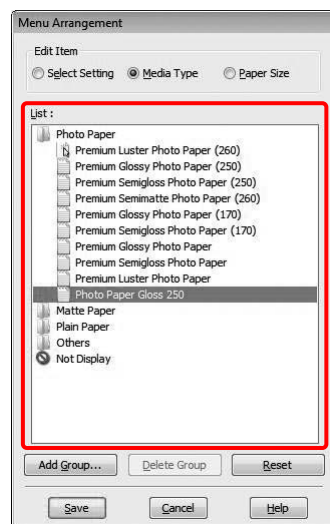 Menu Arrangement
Edit Item
Select Setting Media Type Paper Size
List :
Photo Paper
Premium Luster Photo Paper (260)
Premium Glossy Photo Paper (250)
Premium Semigloss Photo Paper (250)
Premium Semimatte Photo Paper (260)
Premium Glossy Photo Paper (170)
Premium Semigloss Photo Paper (170)
Premium Glossy Photo Paper
Premium Semigloss Photo Paper
Premium Luster Photo Paper
Photo Paper Gloss 250
Matte Paper
Plain Paper
Others
Not Display
Add Group... Delete Group Reset
Save Cancel Help